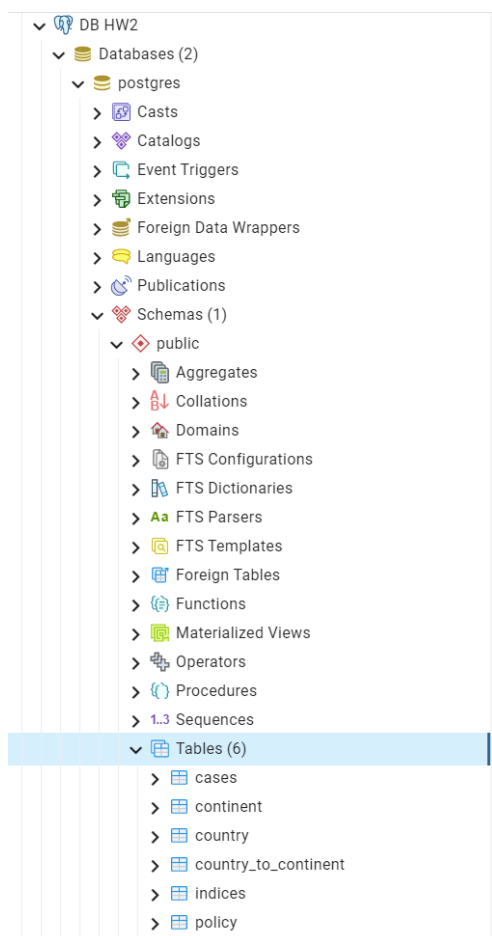 DB HW2
Databases (2)
postgres
Casts
Catalogs
Event Triggers
Extensions
Foreign Data Wrappers
Languages
Publications
Schemas (1)
public
Aggregates
Collations
Domains
FTS Configurations
FTS Dictionaries
Aa FTS Parsers
FTS Templates
Foreign Tables
Functions
Materialized Views
Operators
Procedures
1..3 Sequences
Tables (6)
cases
continent
country
country_to_continent
indices
policy